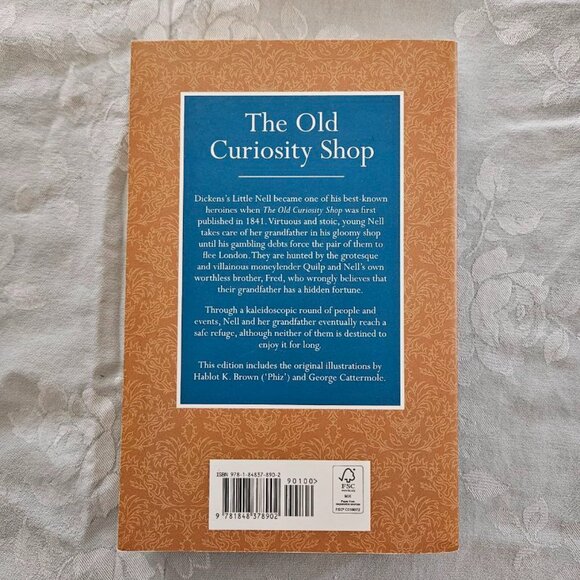 The Old
Curiosity Shop
Dickens's Little Nell became one of his best-known
heroines when The Old Curiosity Shop was first
published in 1841. Virtuous and stoic, young Nell
takes care of her grandfather in his gloomy shop
until his gambling debts force the pair of them to
flee London. They are hunted by the grotesque
and villainous moneylender Quilp and Nell's own
worthless brother, Fred, who wrongly believes that
their grandfather has a hidden fortune.
Through a kaleidoscopic round of people and
events, Nell and her grandfather eventually reach a
safe refuge, although neither of them is destined to
enjoy it for long.
This edition includes the original illustrations by
Hablot K. Brown ('Phiz') and George Cattermole.
ISBN 978-1-84837-890-2
90100>
9 781848 378902
FSC
MIX